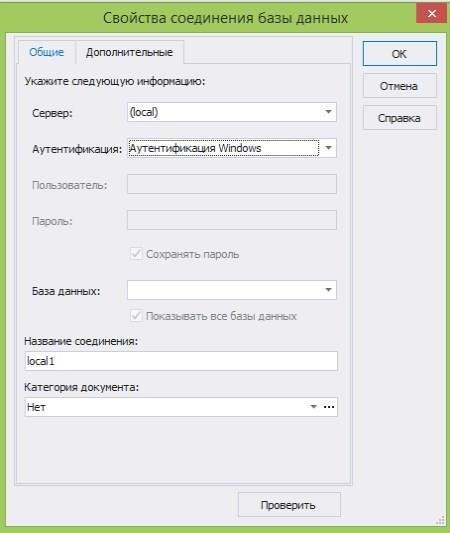 Свойства соединения базы данных
Общие Дополнительные
OK
Укажите следующую информацию:
Отмена
Сервер: (local)
Справка
Аутентификация: Аутентификация Windows
Пользователь:
Пароль:
Сохранять пароль
База данных:
Показывать все базы данных
Название соединения:
local1
Категория документа:
Нет
Проверить